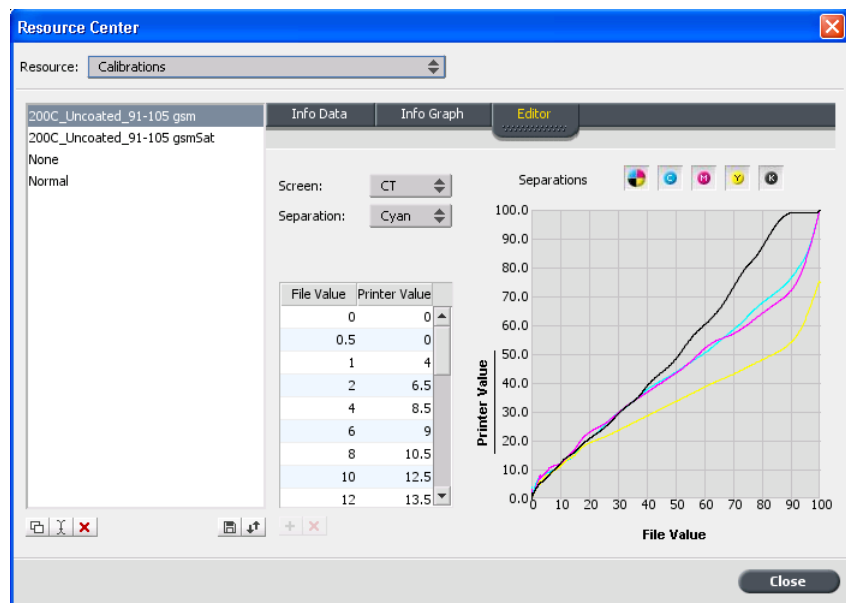 Resource Center
Resource: Calibrations
200C_Uncoated_91-105 gsm
200C_Uncoated_91-105 gsmSat
None
Normal
Info Data Info Graph Editor
Screen: CT
Separation: Cyan
File Value Printer Value
0 0
0.5 0
1 4
2 6.5
4 8.5
6 9
8 10.5
10 12.5
12 13.5
Separations C M Y K
100.0
90.0
80.0
70.0
60.0
50.0
40.0
30.0
20.0
10.0
0.0
Printer Value
0 10 20 30 40 50 60 70 80 90 100
File Value
Close